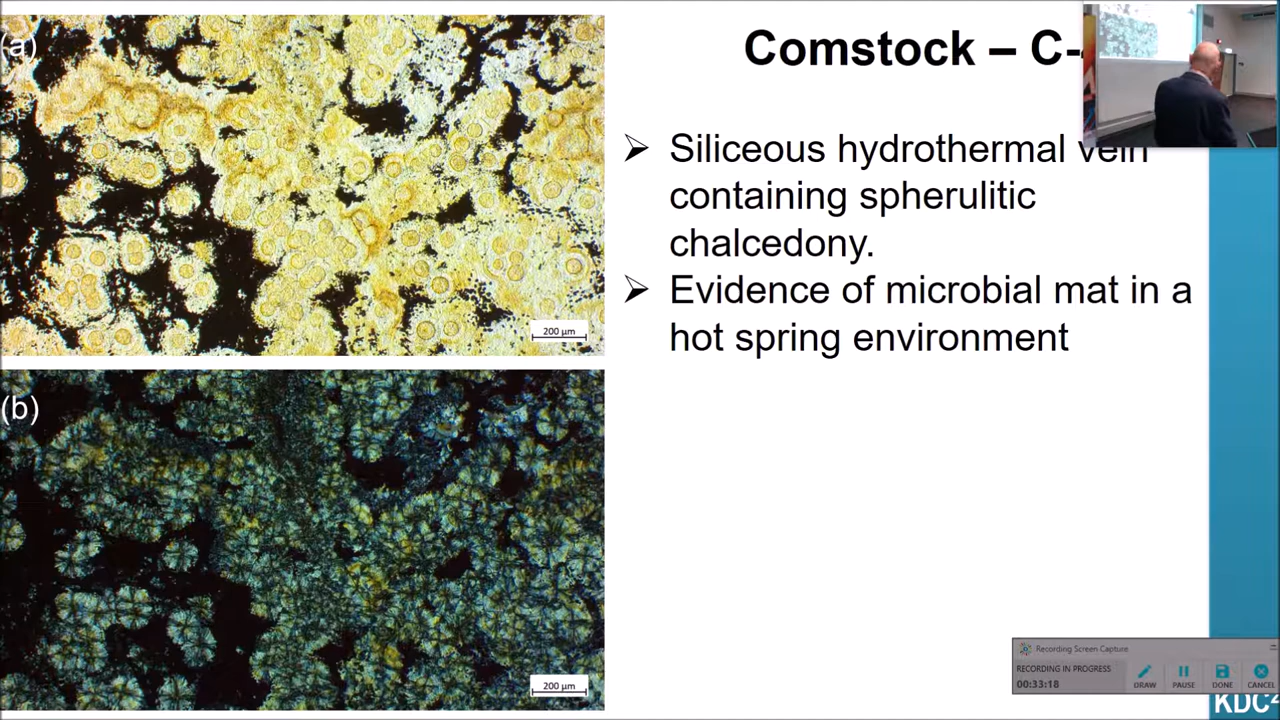 (a)
200 µm
(b)
200 µm
Comstock – C-
➢ Siliceous hydrothermal vein
containing spherulitic
chalcedony.
➢ Evidence of microbial mat in a
hot spring environment
Recording Screen Capture
RECORDING IN PROGRESS
00:33:18
DRAW PAUSE DONE CANCEL
KDC²